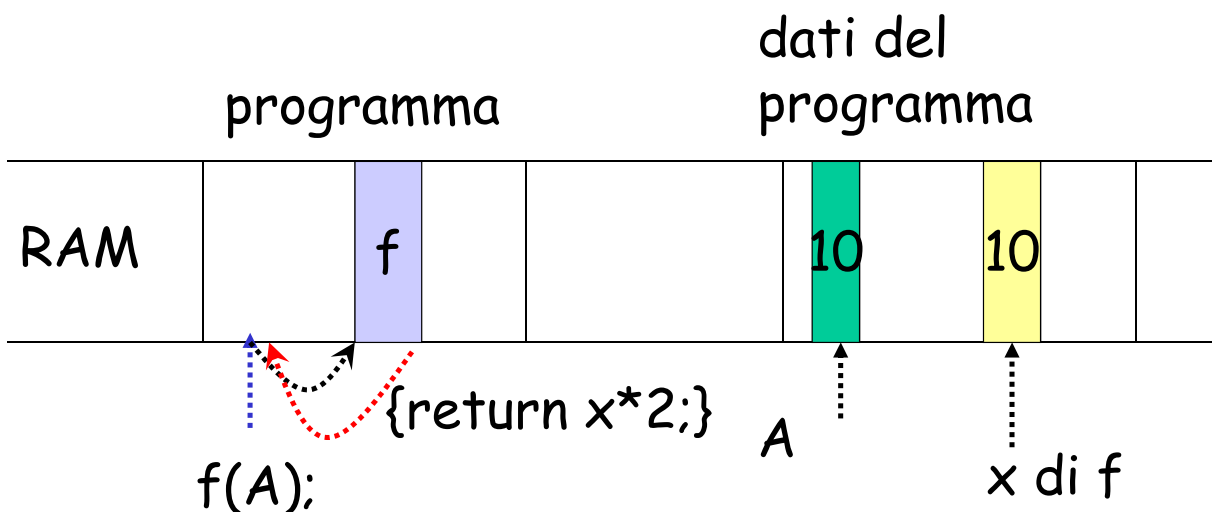 dati del
programma
programma
RAM
f
10
10
{return x*2;}
A
f(A);
x di f